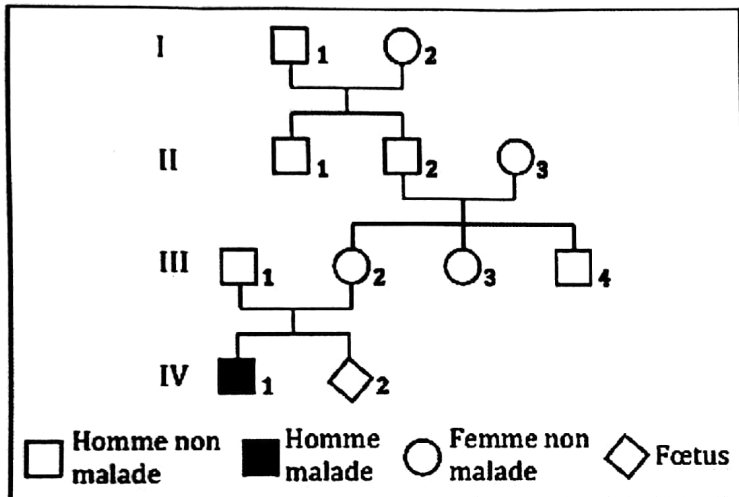 I 1 2
II 1 2 3
III 1 2 3 4
IV 1 2
Homme non malade
Homme malade
Femme non malade
Fœtus